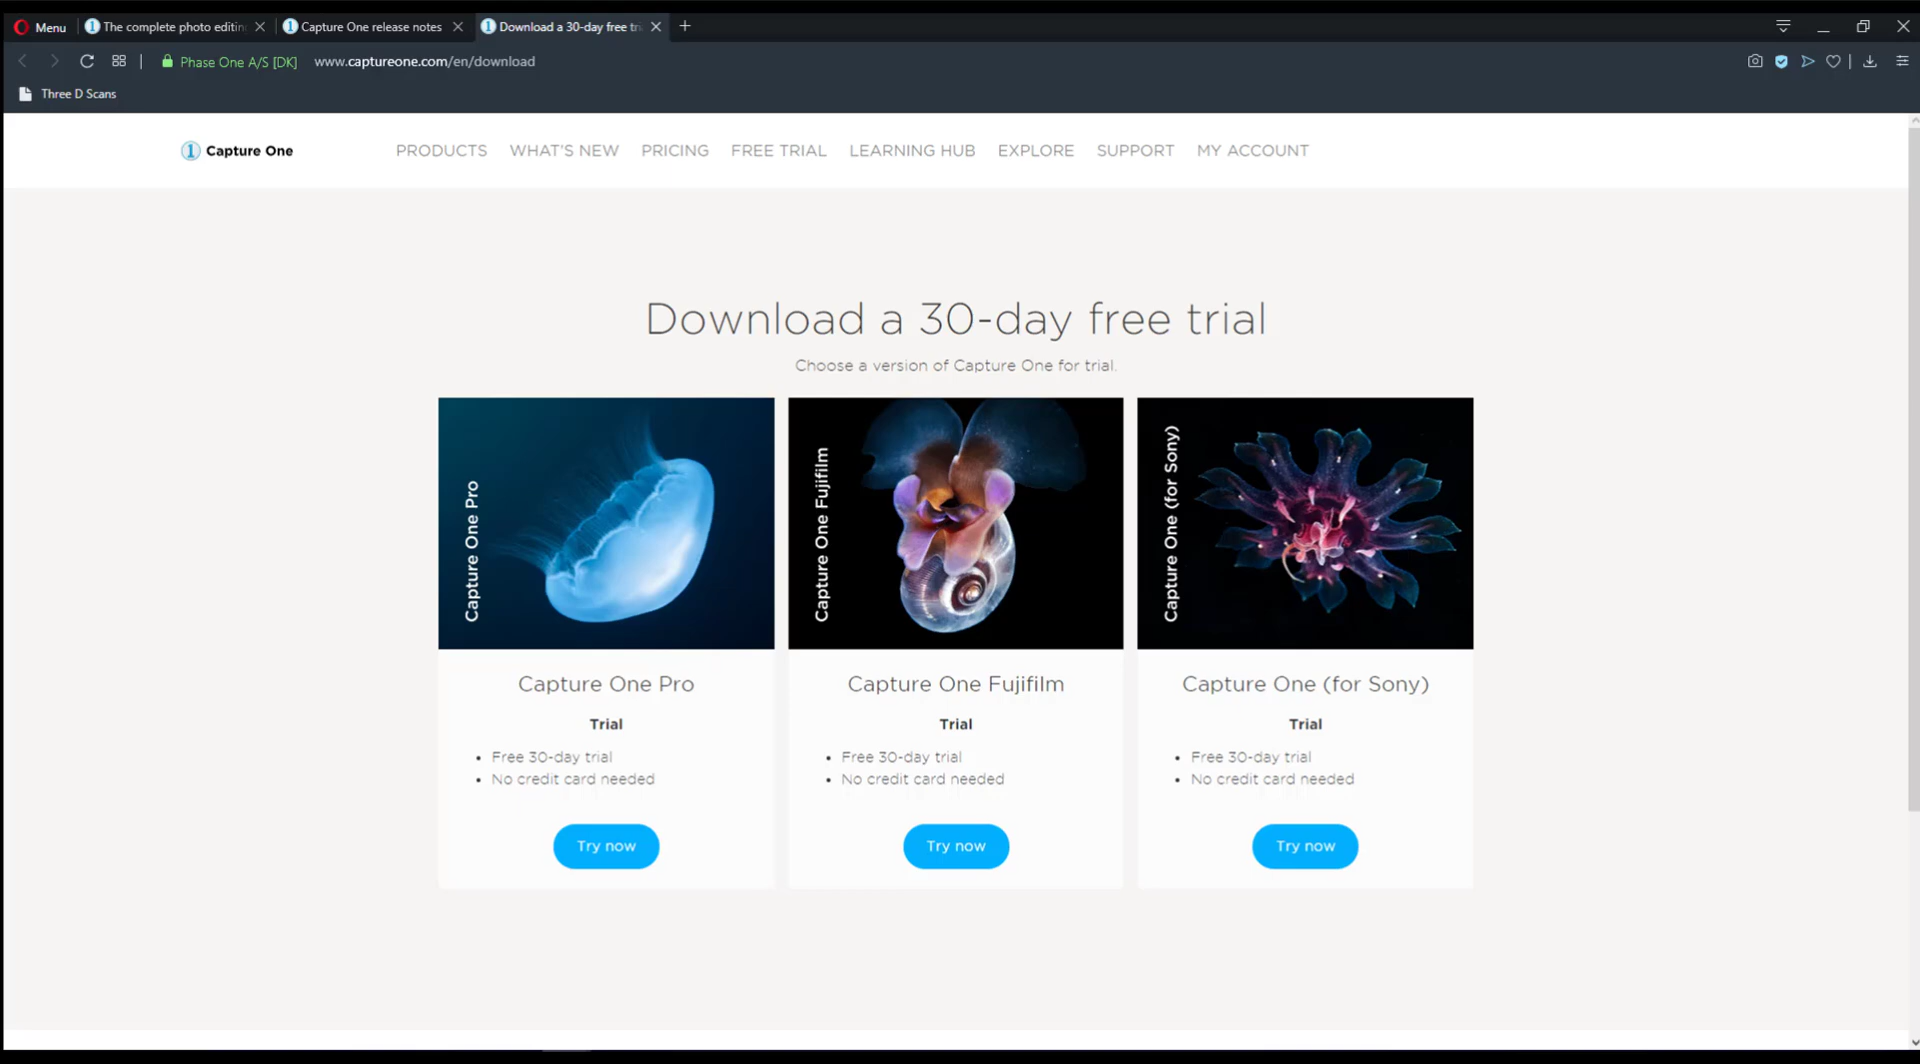 Menu
The complete photo editin
Capture One release notes
Download a 30-day free tr
Phase One A/S [DK]
www.captureone.com/en/download
Three D Scans
Capture One
PRODUCTS
WHAT'S NEW
PRICING
FREE TRIAL
LEARNING HUB
EXPLORE
SUPPORT
MY ACCOUNT
Download a 30-day free trial
Choose a version of Capture One for trial.
Capture One Pro
Capture One Fujifilm
Capture One (for Sony)
Capture One Pro
Trial
• Free 30-day trial
• No credit card needed
Try now
Capture One Fujifilm
Trial
• Free 30-day trial
• No credit card needed
Try now
Capture One (for Sony)
Trial
• Free 30-day trial
• No credit card needed
Try now